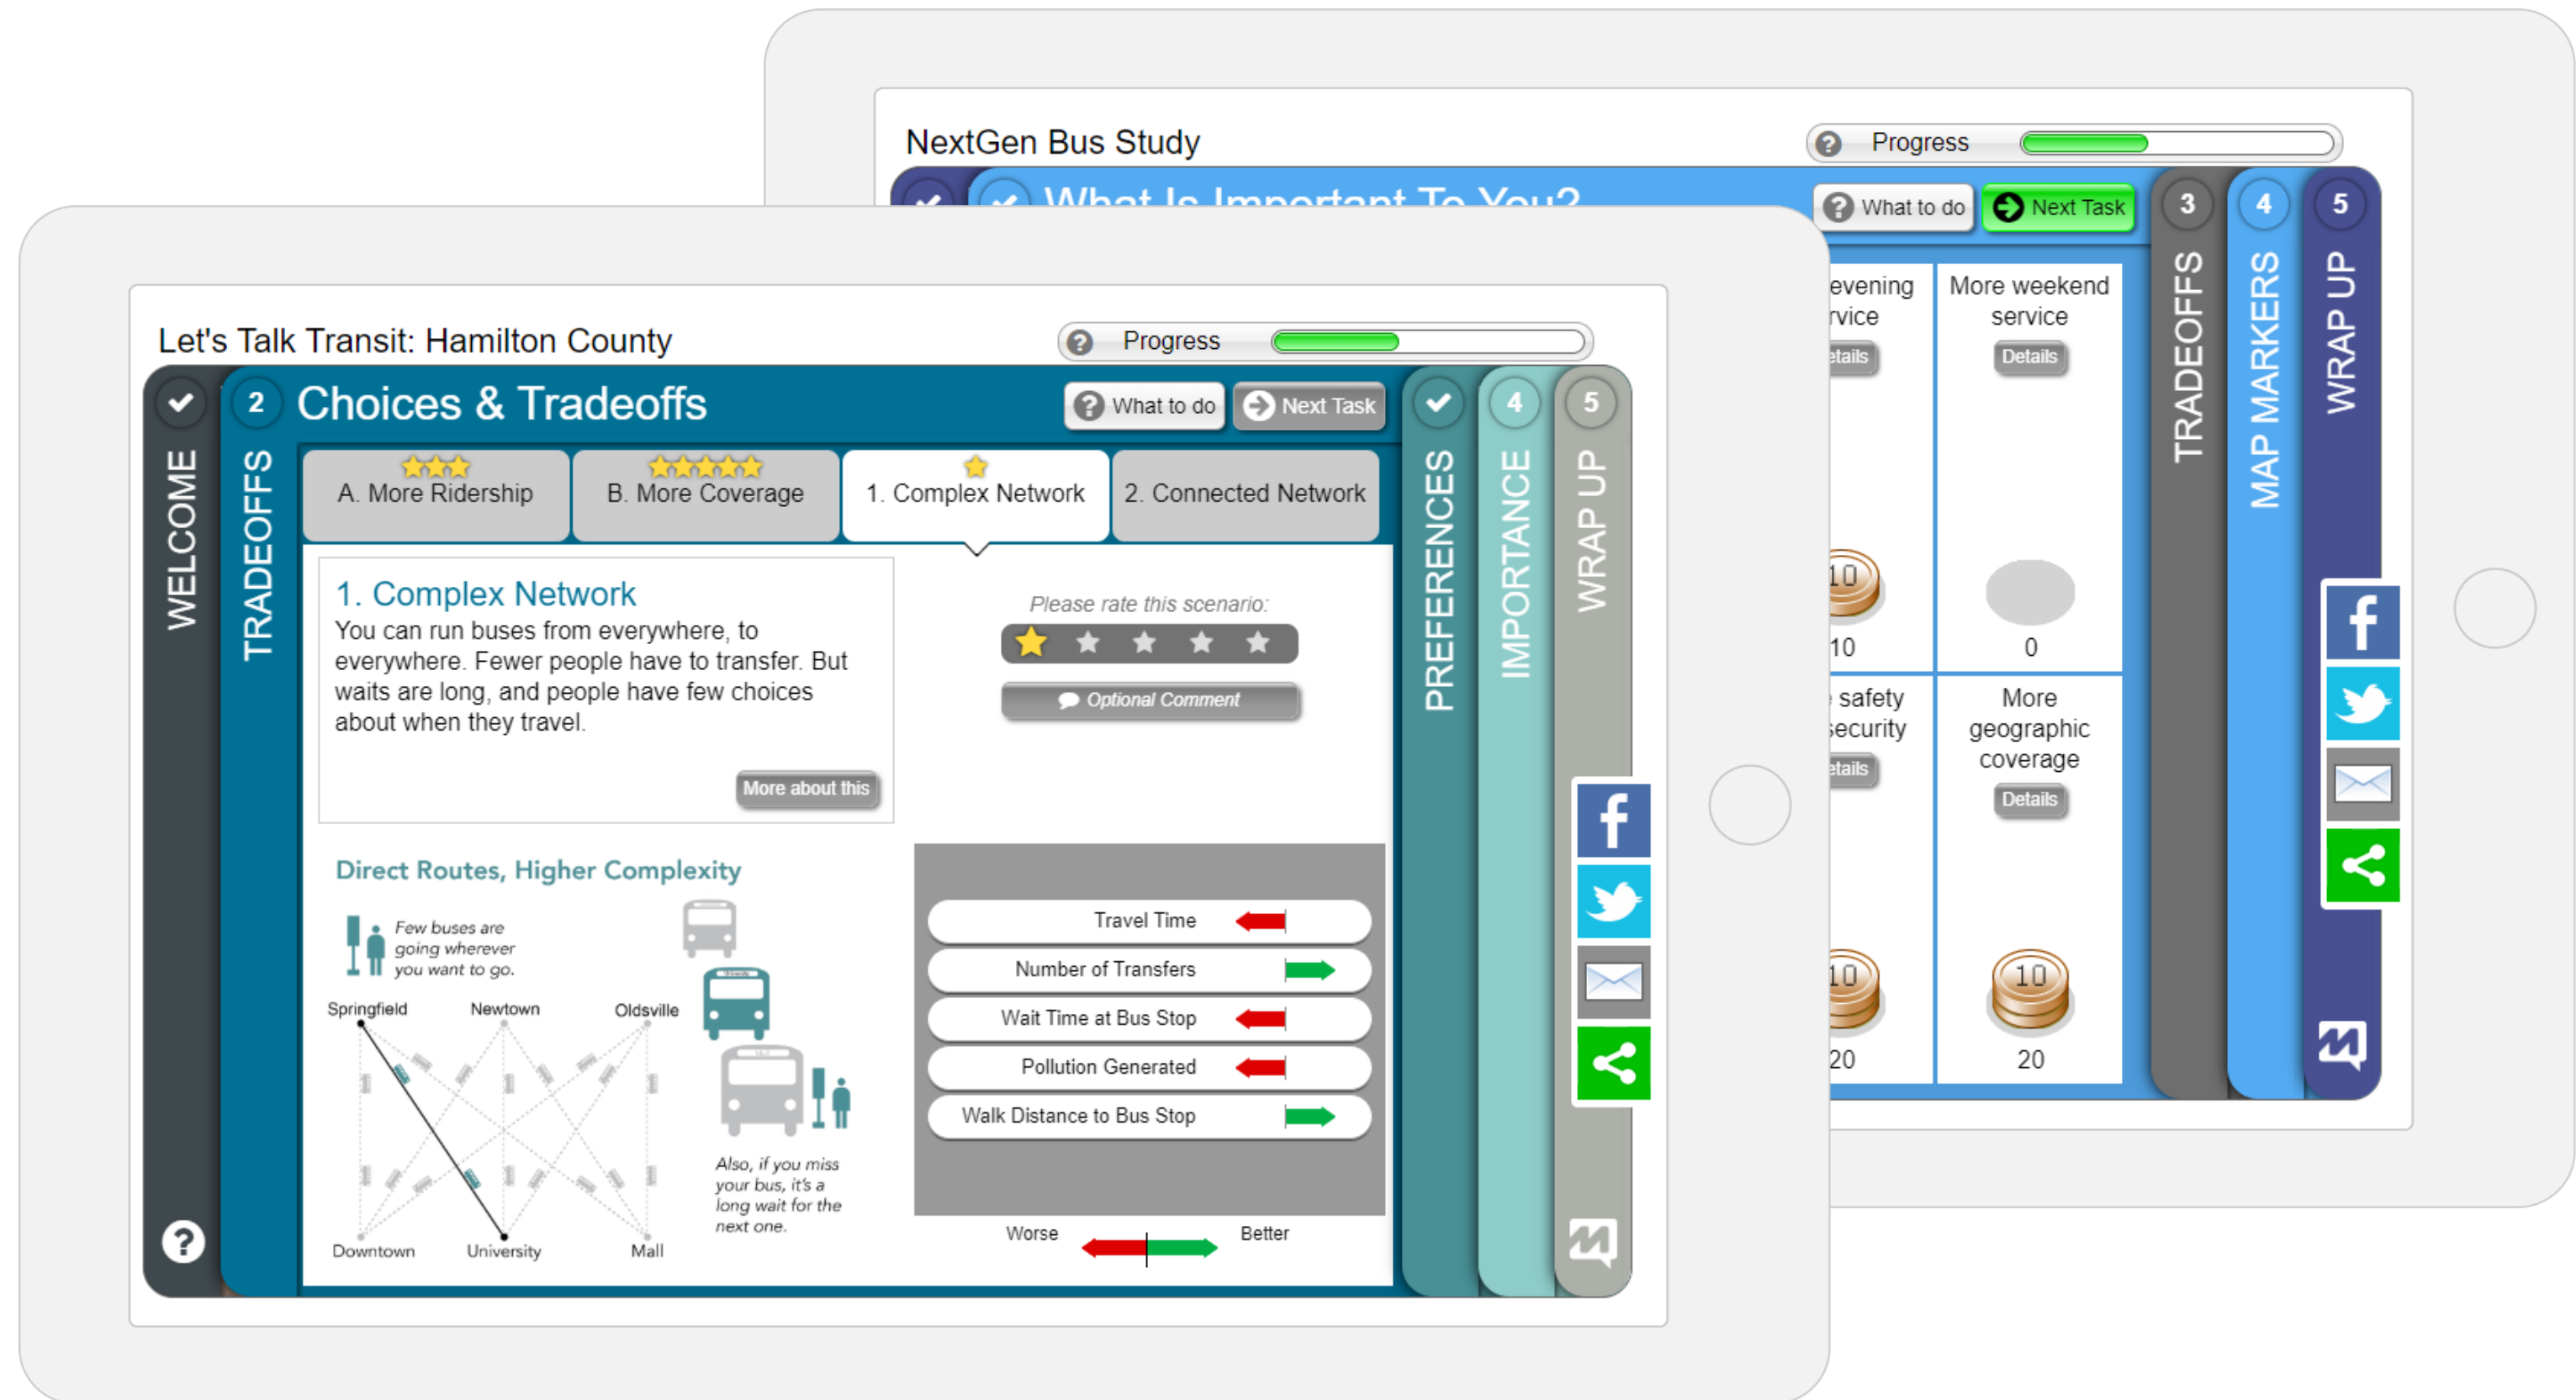 NextGen Bus Study
Progress
What Is Important To You?
What to do
Next Task
3
4
5
TRADEOFFS
MAP MARKERS
WRAP UP
evening
More weekend
service
Details
10
10
0
safety
More
geographic
coverage
Details
10
10
20
20
Let's Talk Transit: Hamilton County
Progress
2
Choices & Tradeoffs
What to do
Next Task
4
5
WELCOME
TRADEOFFS
PREFERENCES
IMPORTANCE
WRAP UP
A. More Ridership
B. More Coverage
1. Complex Network
2. Connected Network
1. Complex Network
You can run buses from everywhere, to
everywhere. Fewer people have to transfer. But
waits are long, and people have few choices
about when they travel.
More about this
Please rate this scenario:
Optional Comment
Direct Routes, Higher Complexity
Few buses are
going wherever
you want to go.
Springfield
Newtown
Oldsville
Downtown
University
Mall
Also, if you miss
your bus, it's a
long wait for the
next one.
Travel Time
Number of Transfers
Wait Time at Bus Stop
Pollution Generated
Walk Distance to Bus Stop
Worse
Better